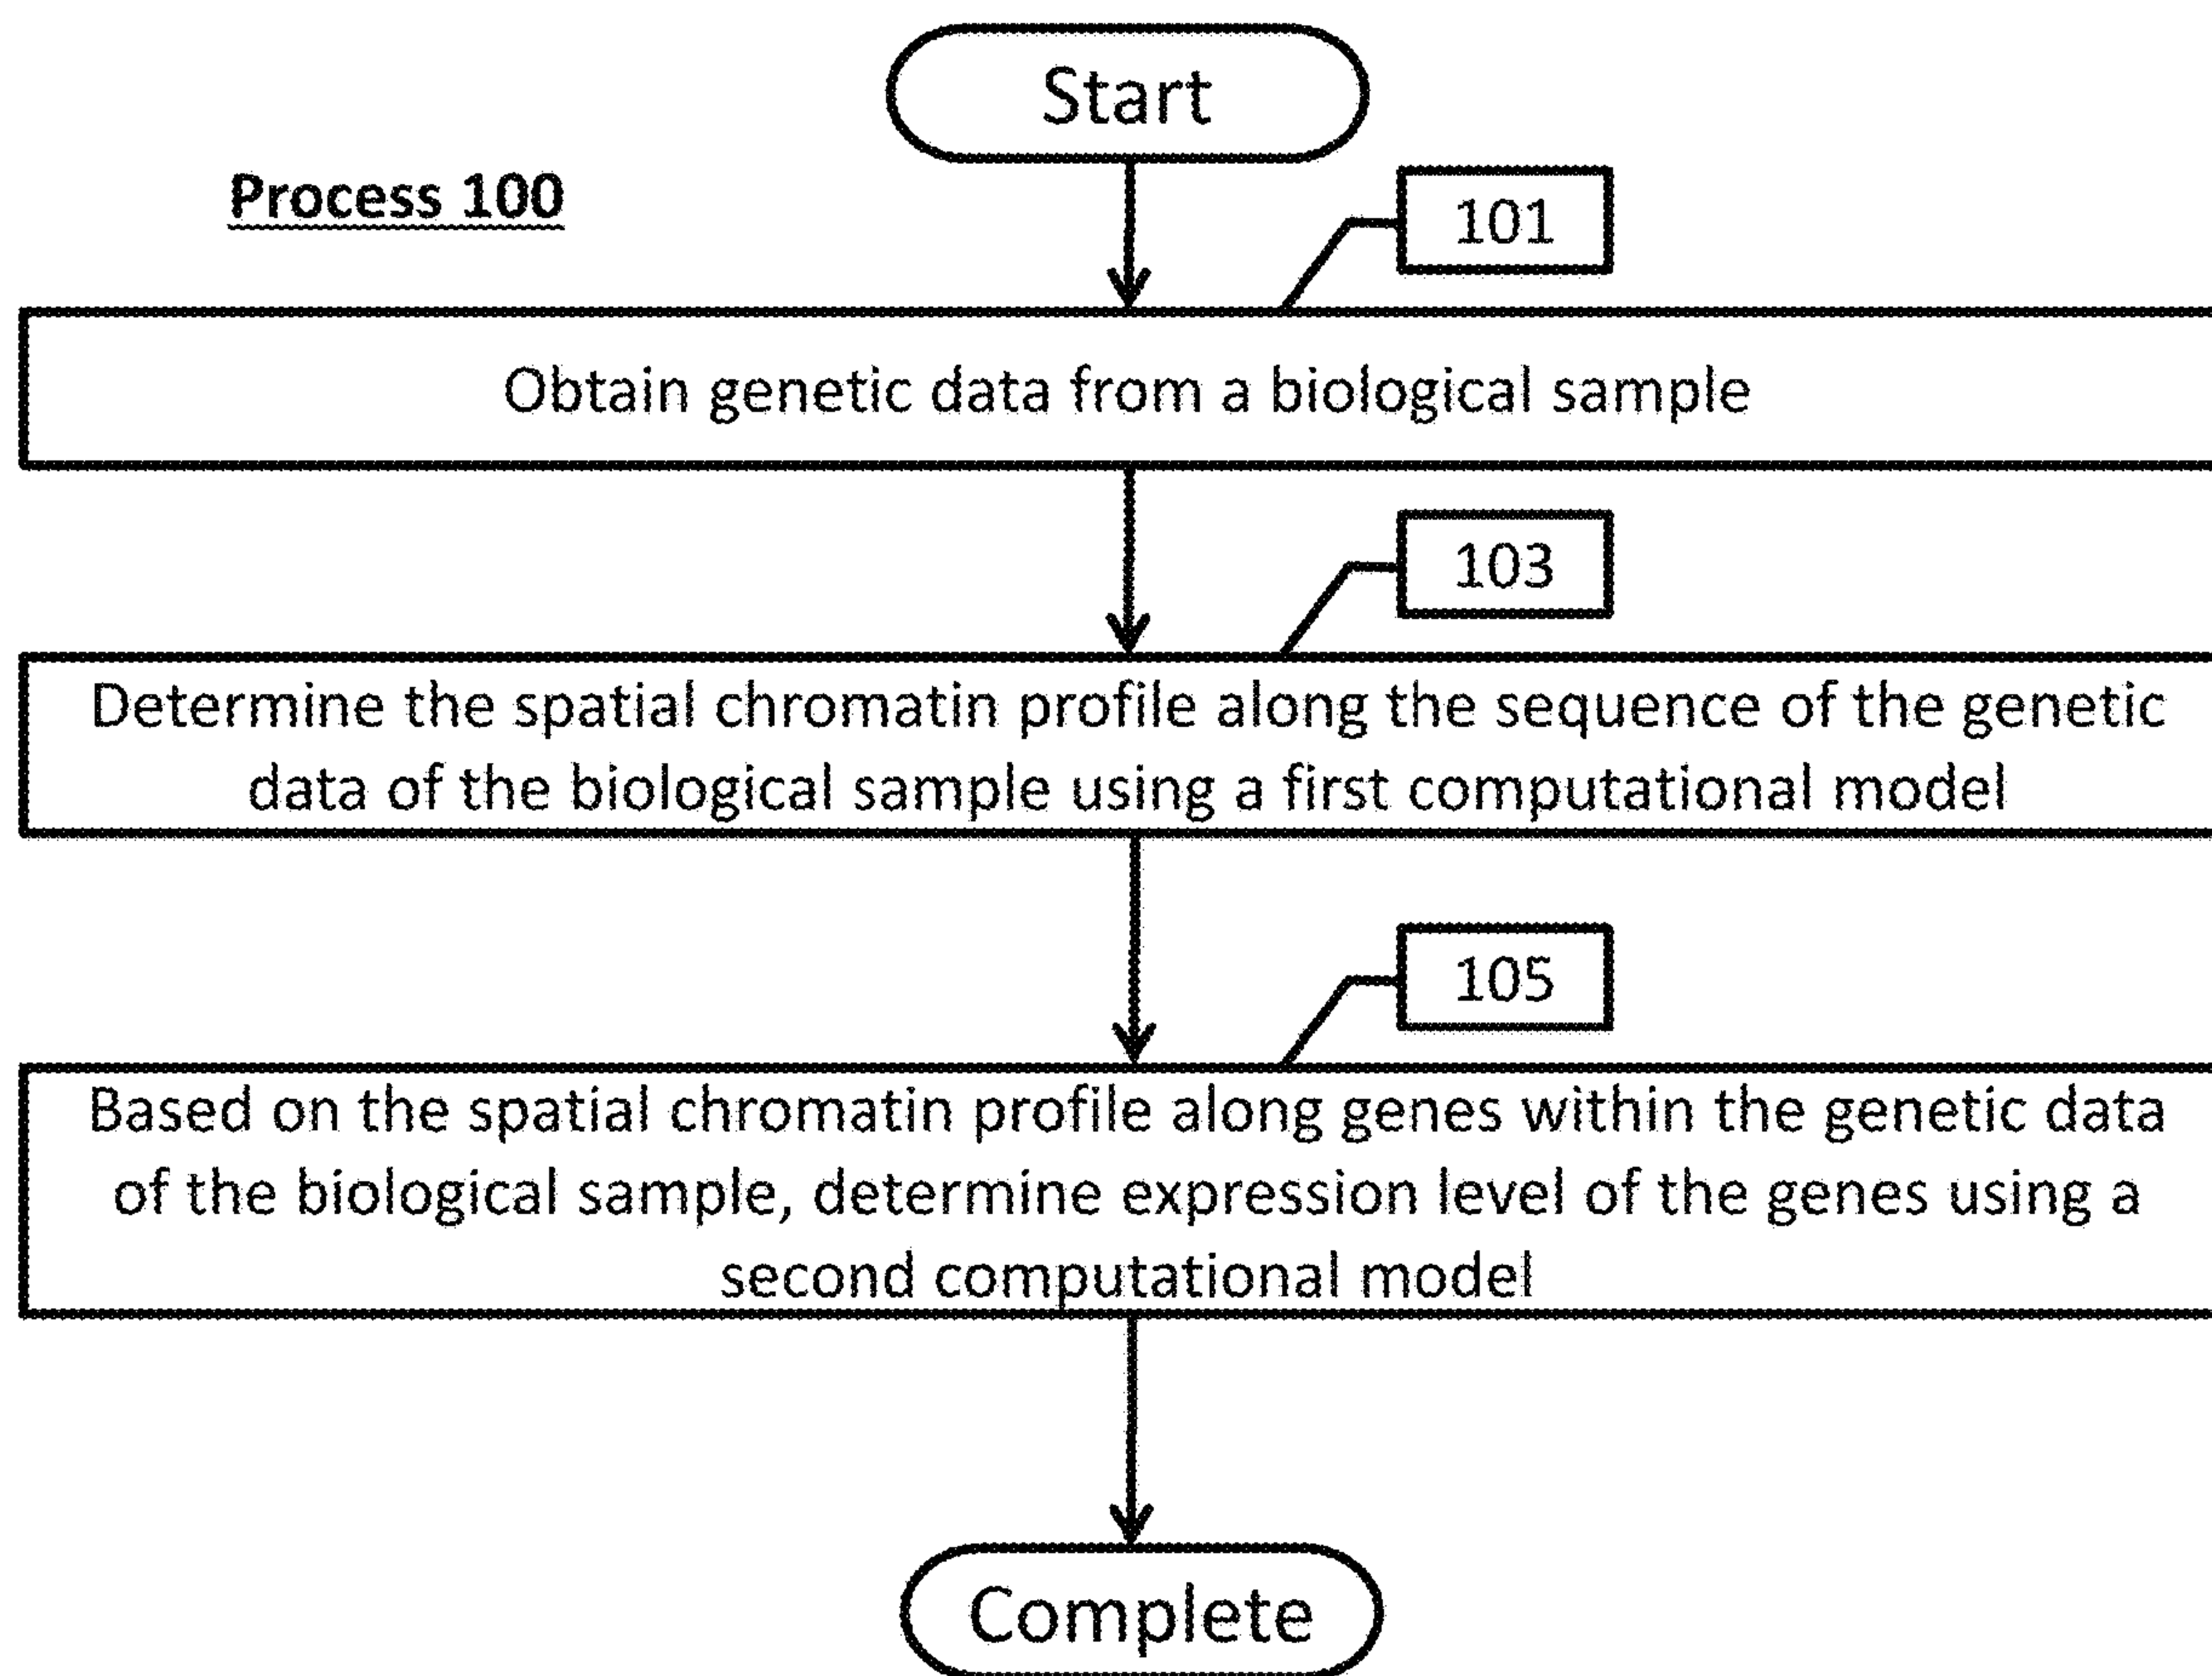 Start
Process 100
101
Obtain genetic data from a biological sample
103
Determine the spatial chromatin profile along the sequence of the genetic
data of the biological sample using a first computational model
105
Based on the spatial chromatin profile along genes within the genetic data
of the biological sample, determine expression level of the genes using a
second computational model
Complete